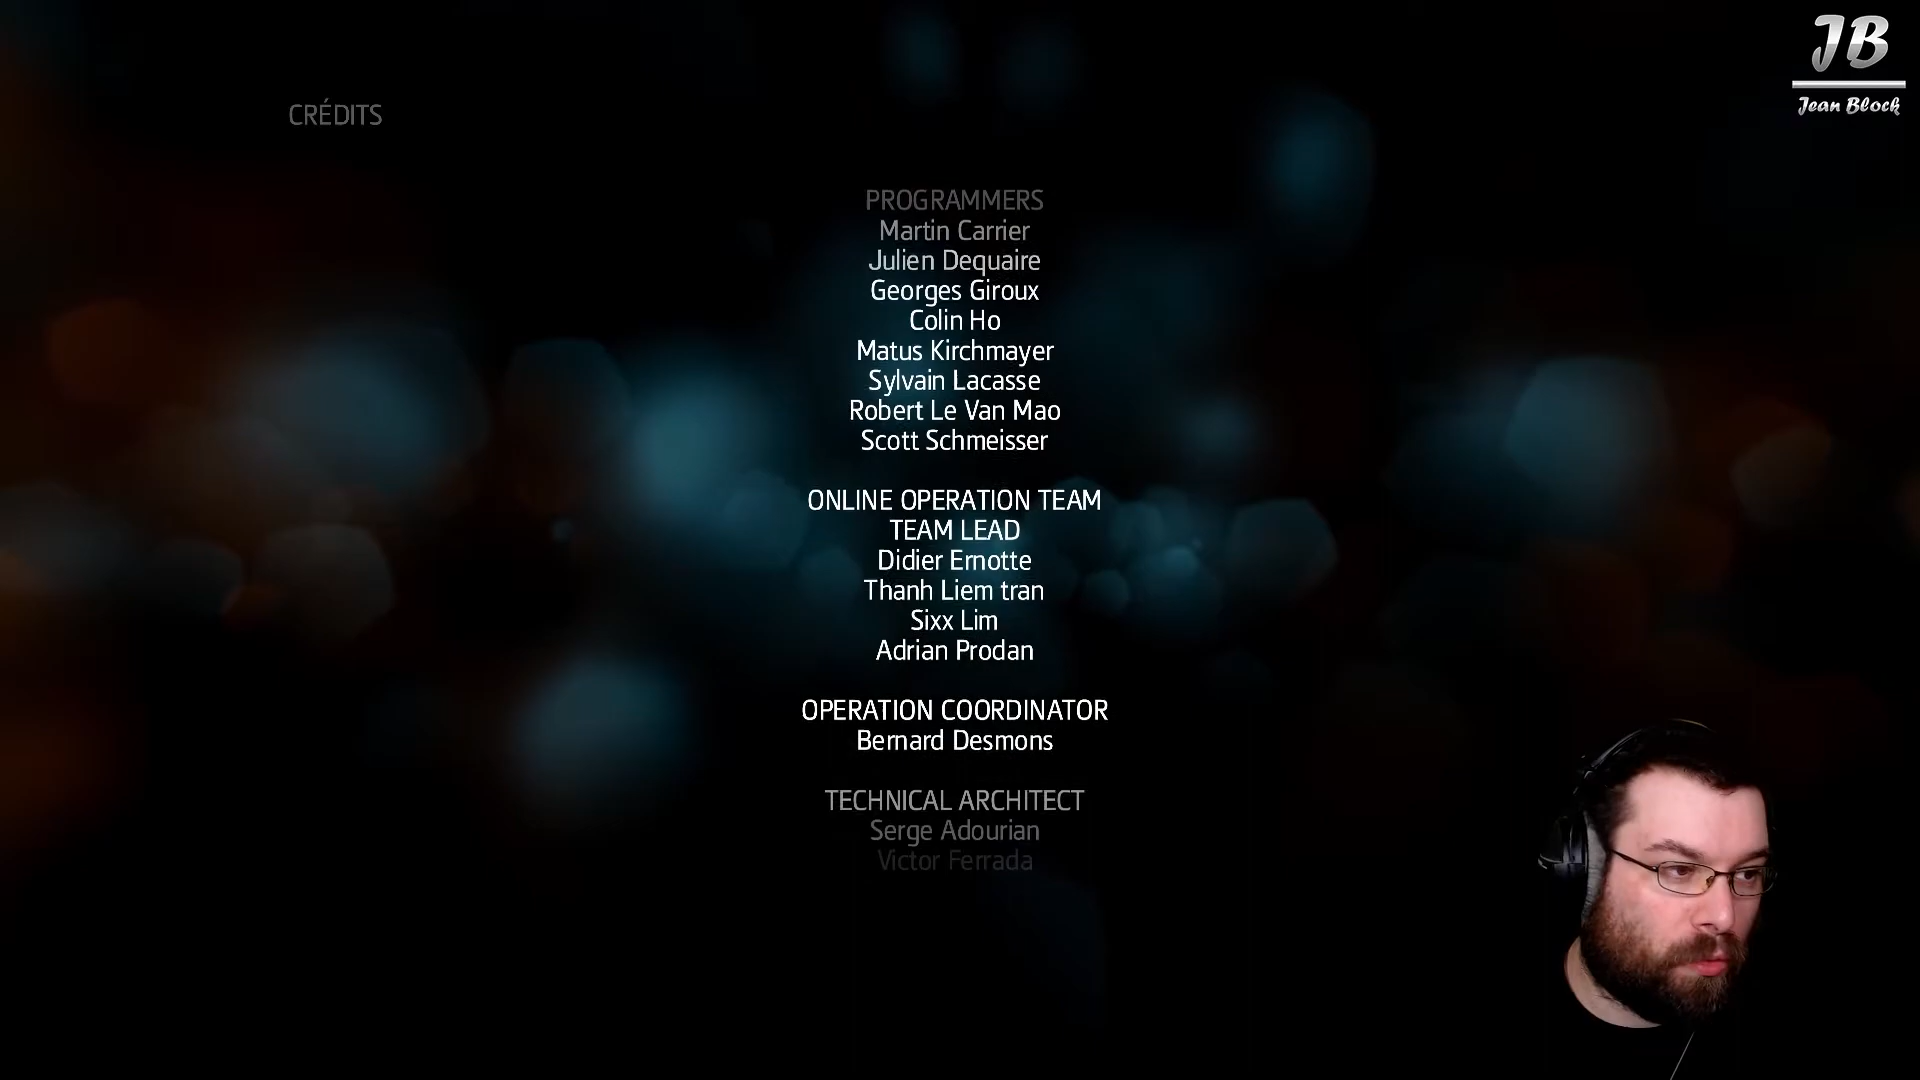 JB
Jean Block
CRÉDITS
PROGRAMMERS
Martin Carrier
Julien Dequaire
Georges Giroux
Colin Ho
Matus Kirchmayer
Sylvain Lacasse
Robert Le Van Mao
Scott Schmeisser
ONLINE OPERATION TEAM
TEAM LEAD
Didier Ernotte
Thanh Liem tran
Sixx Lim
Adrian Prodan
OPERATION COORDINATOR
Bernard Desmons
TECHNICAL ARCHITECT
Serge Adourian
Victor Ferrada